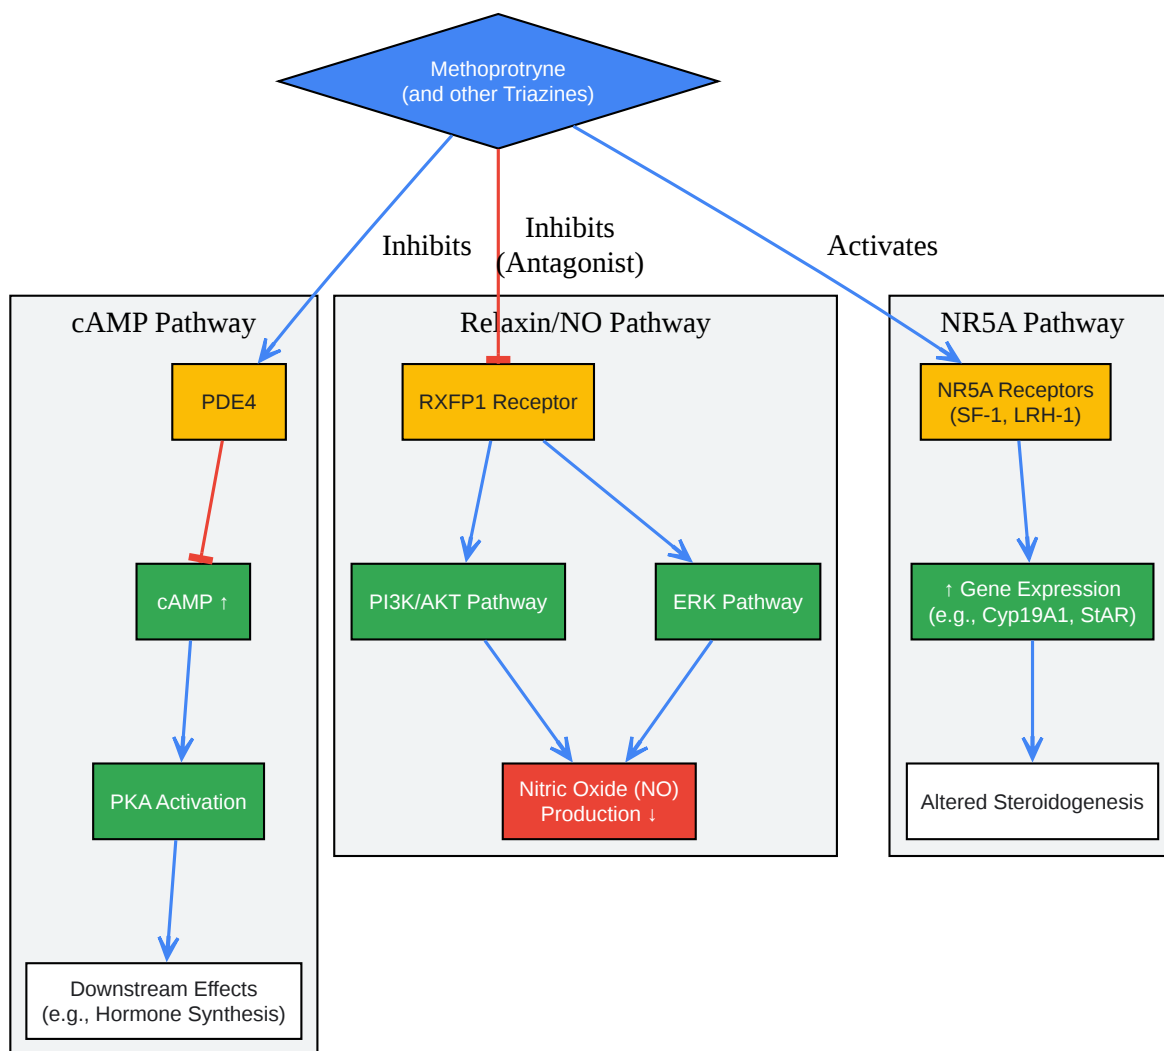 Methoprotryne
(and other Triazines)
Inhibits
Inhibits
(Antagonist)
Activates
cAMP Pathway
PDE4
cAMP ↑
PKA Activation
Downstream Effects
(e.g., Hormone Synthesis)
Relaxin/NO Pathway
RXFP1 Receptor
PI3K/AKT Pathway
ERK Pathway
Nitric Oxide (NO)
Production ↓
NR5A Pathway
NR5A Receptors
(SF-1, LRH-1)
↑ Gene Expression
(e.g., Cyp19A1, StAR)
Altered Steroidogenesis